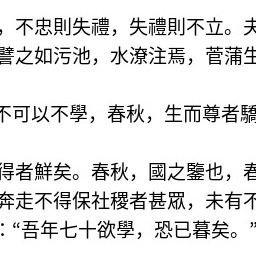 ，不忠則失禮，失禮則不立。夫
譬之如污池，水潦注焉，菅蒲生
不可以不學，春秋，生而尊者驕
得者鮮矣。春秋，國之鑒也，春
奔走不得保社稷者甚眾，未有不
：“吾年七十欲學，恐已暮矣。”